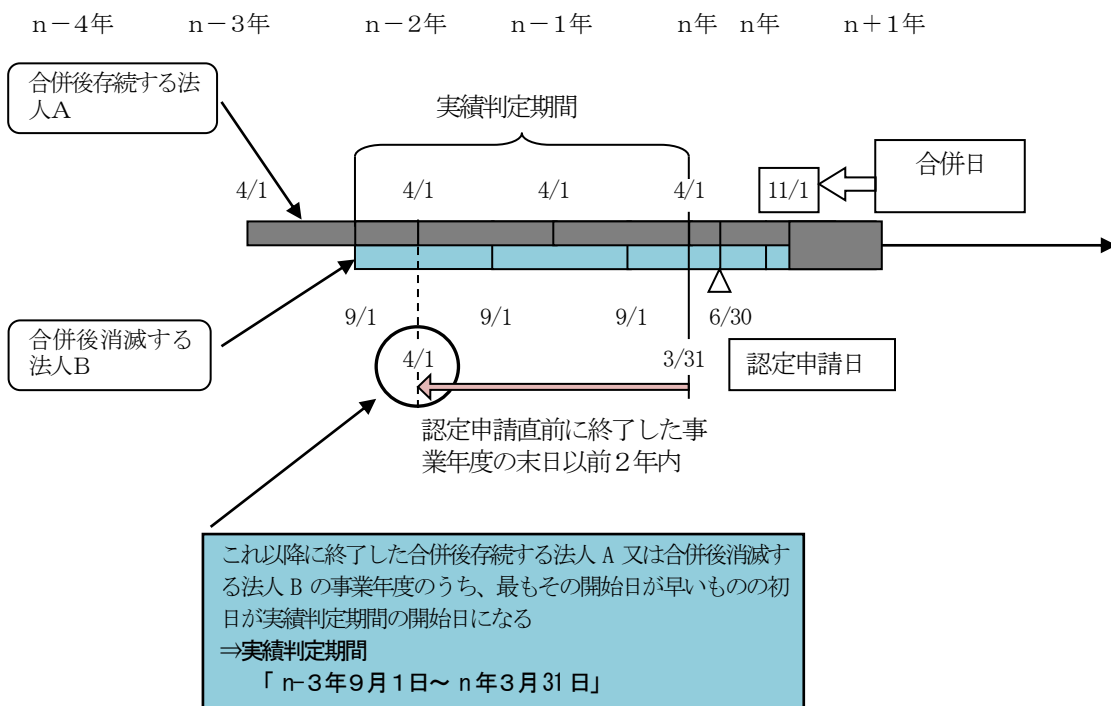 n－4年 n－3年 n－2年 n－1年 n年 n年 n＋1年
合併後存続する法
人A
実績判定期間
合併日
4/1 4/1 4/1 4/1 11/1
9/1 9/1 9/1 6/30
合併後消滅する
法人B
4/1 3/31 認定申請日
認定申請直前に終了した事
業年度の末日以前２年内
これ以降に終了した合併後存続する法人 A 又は合併後消滅す
る法人 B の事業年度のうち、最もその開始日が早いものの初
日が実績判定期間の開始日になる
⇒実績判定期間
「 n-３年９月１日～ n 年３月 31 日」